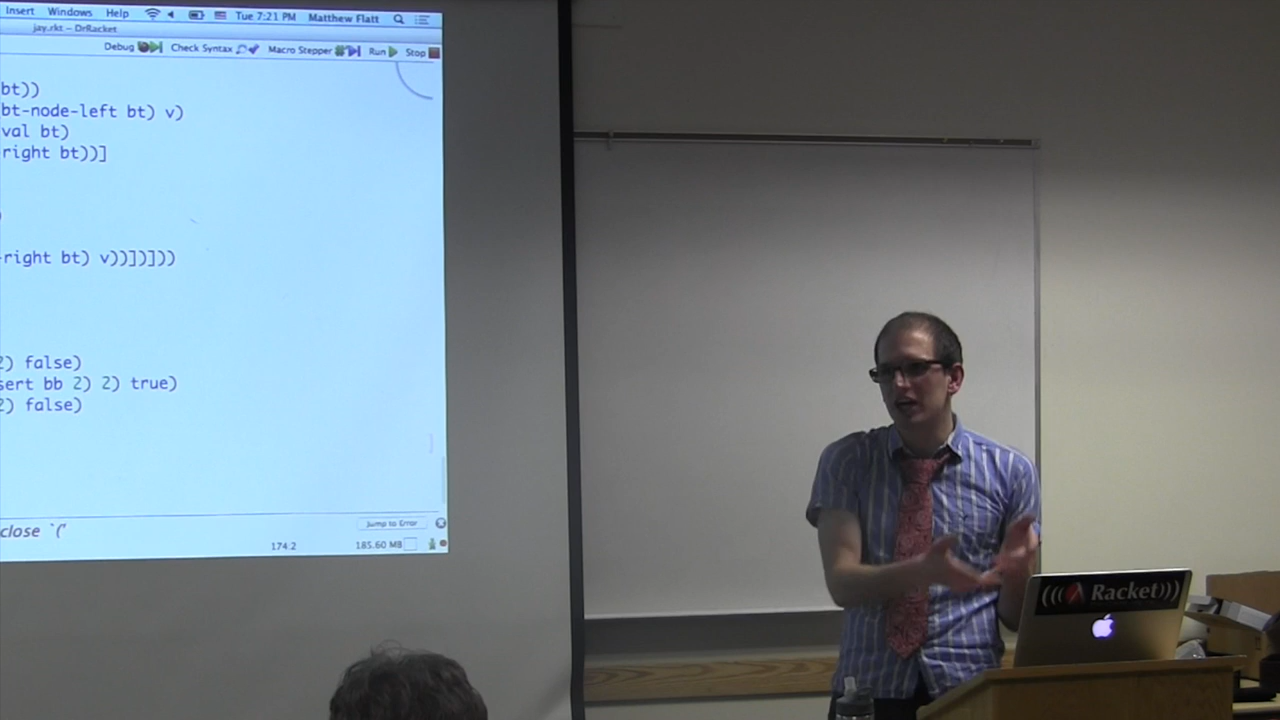 Insert Windows Help Tue 7:21 PM Matthew Flatt
jay.rkt – DrRacket
Debug Check Syntax Macro Stepper Run Stop
bt))
bt-node-left bt) v)
val bt)
right bt))]
)
-right bt) v))])]))
2) false)
sert bb 2) 2) true)
2) false)
close `('
Jump to Error
174:2 185.60 MB
(((λ Racket)))